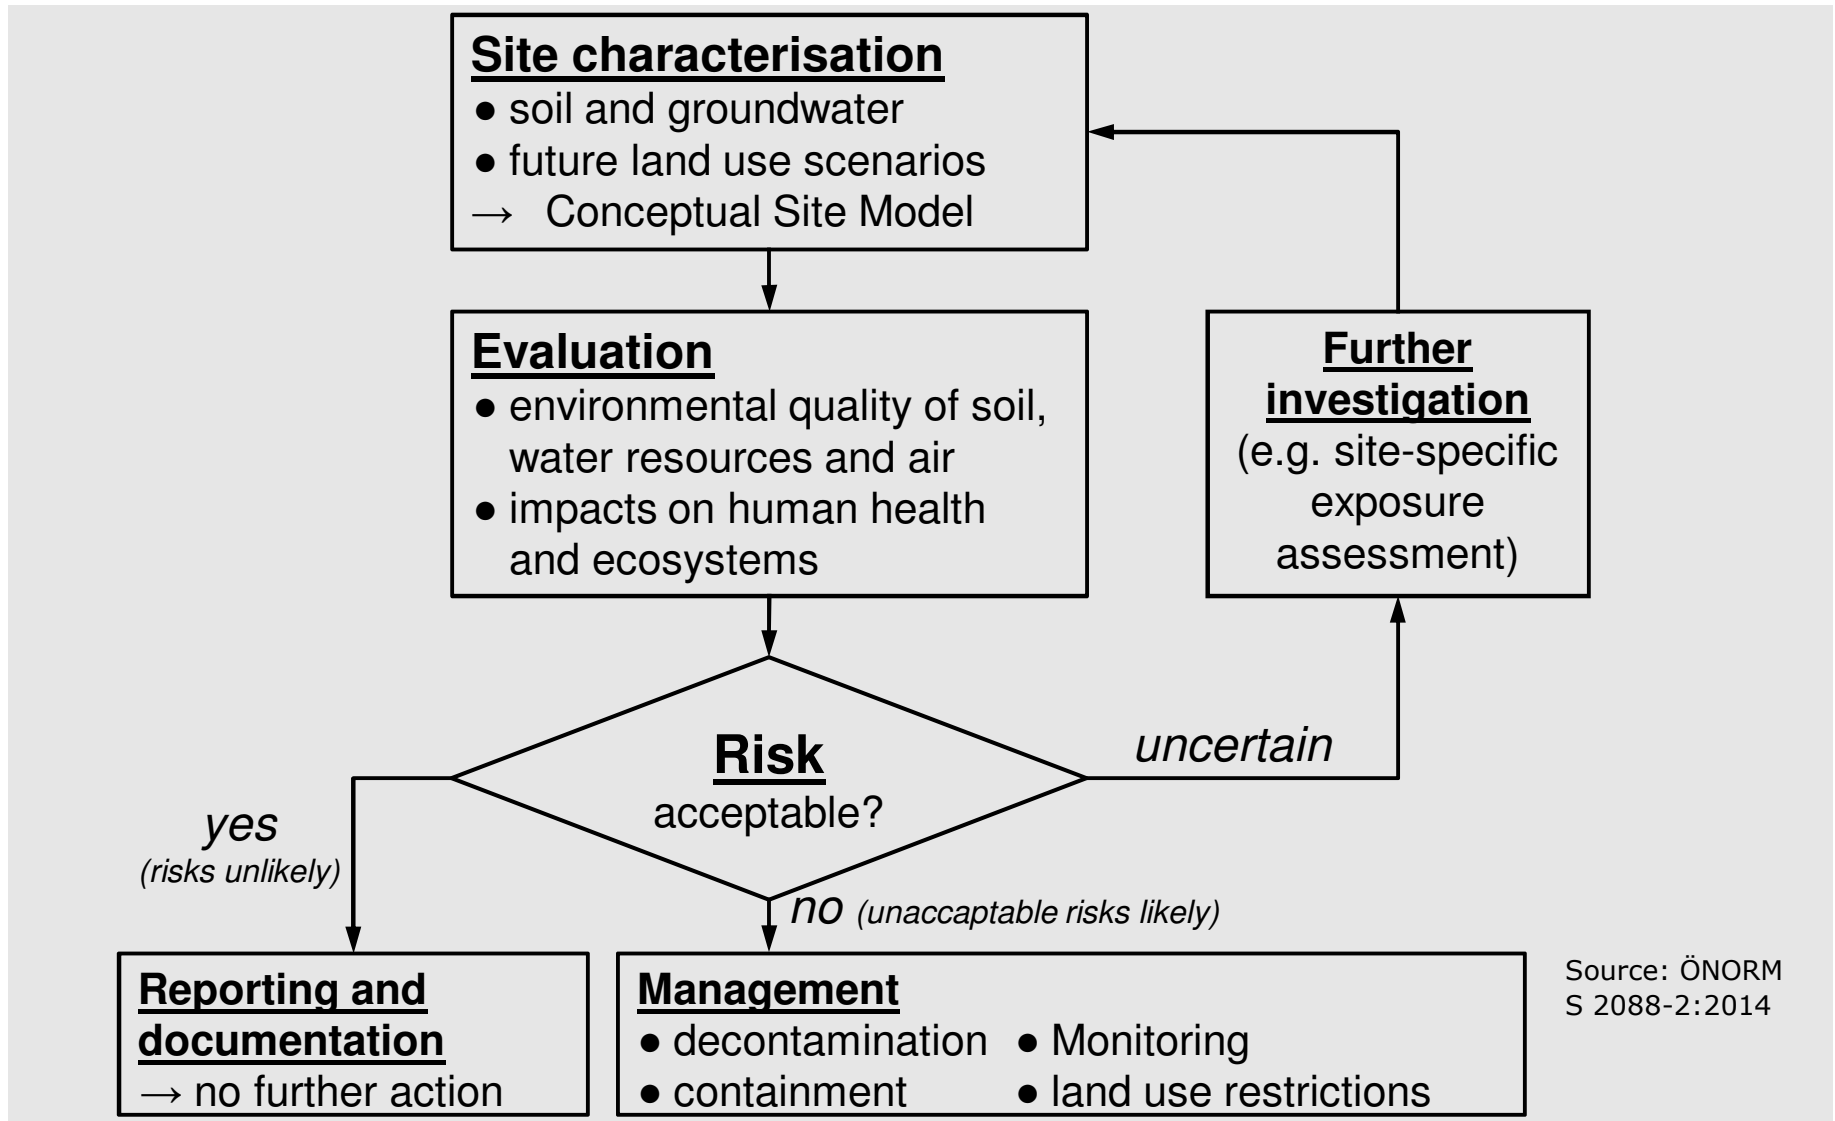 Site characterisation
● soil and groundwater
● future land use scenarios
→ Conceptual Site Model
Evaluation
● environmental quality of soil,
water resources and air
● impacts on human health
and ecosystems
Further
investigation
(e.g. site-specific
exposure
assessment)
Risk
acceptable?
uncertain
yes
(risks unlikely)
no (unaccaptable risks likely)
Reporting and
documentation
→ no further action
Management
● decontamination ● Monitoring
● containment ● land use restrictions
Source: ÖNORM
S 2088-2:2014